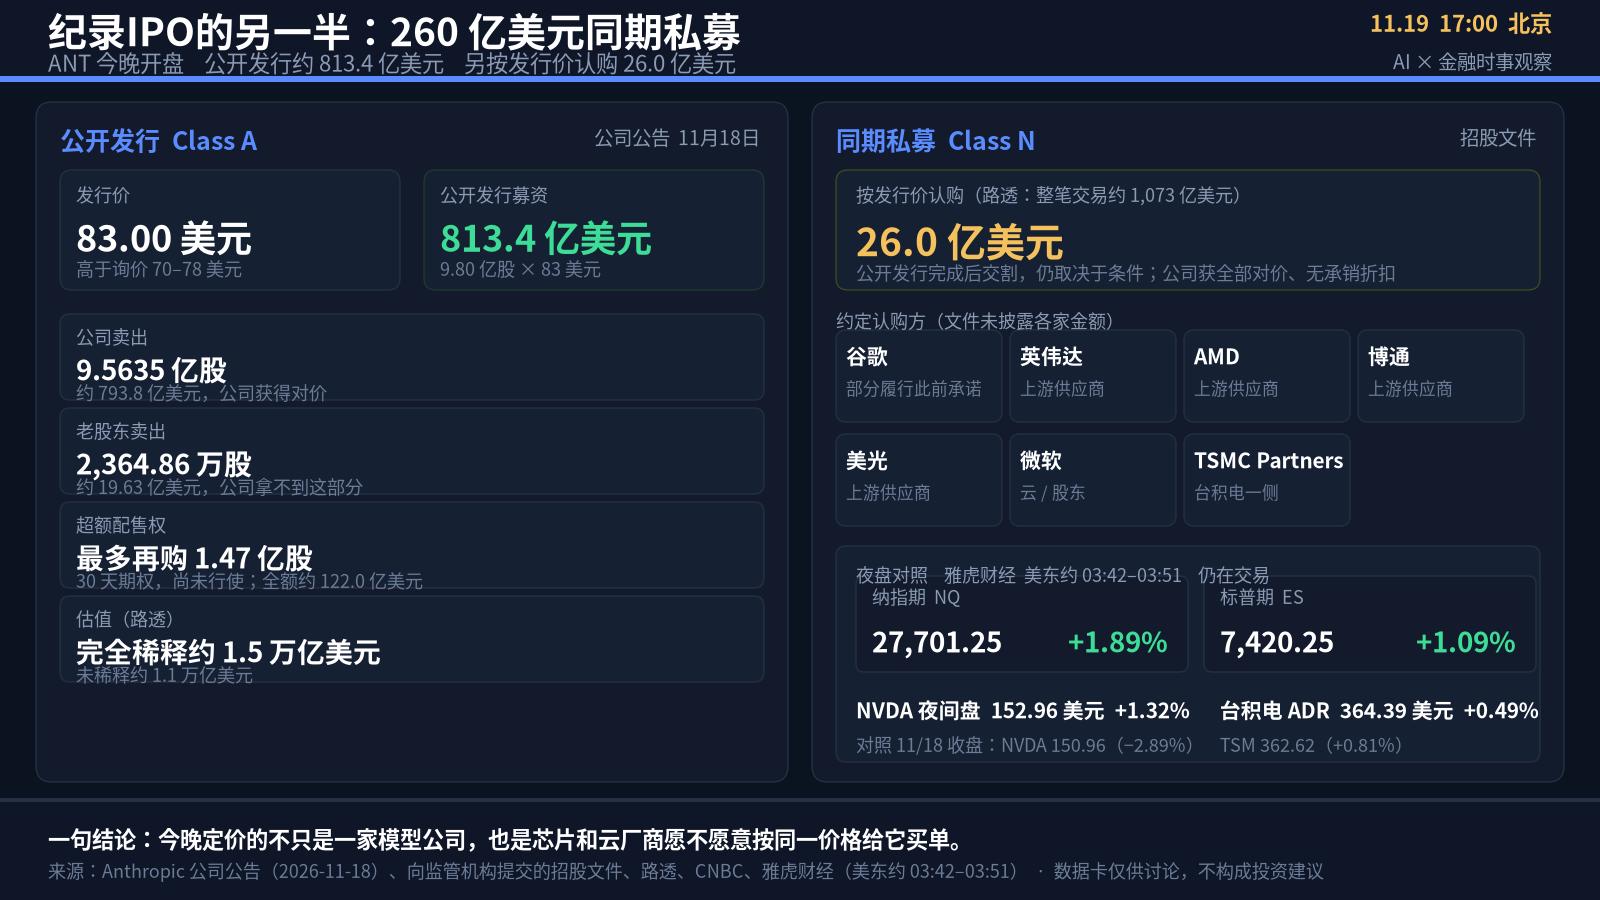 纪录IPO的另一半：260 亿美元同期私募
11.19 17:00 北京
ANT 今晚开盘 公开发行约 813.4 亿美元 另按发行价认购 26.0 亿美元
AI × 金融时事观察
公开发行 Class A
公司公告 11月18日
发行价
83.00 美元
高于询价 70–78 美元
公开发行募资
813.4 亿美元
9.80 亿股 × 83 美元
公司卖出
9.5635 亿股
约 793.8 亿美元，公司获得对价
老股东卖出
2,364.86 万股
约 19.63 亿美元，公司拿不到这部分
超额配售权
最多再购 1.47 亿股
30 天期权，尚未行使；全额约 122.0 亿美元
估值（路透）
完全稀释约 1.5 万亿美元
未稀释约 1.1 万亿美元
同期私募 Class N
招股文件
按发行价认购（路透：整笔交易约 1,073 亿美元）
26.0 亿美元
公开发行完成后交割，仍取决于条件；公司获全部对价、无承销折扣
约定认购方（文件未披露各家金额）
谷歌
部分履行此前承诺
英伟达
上游供应商
AMD
上游供应商
博通
上游供应商
美光
上游供应商
微软
云 / 股东
TSMC Partners
台积电一侧
夜盘对照 雅虎财经 美东约 03:42–03:51 仍在交易
纳指期 NQ
27,701.25 +1.89%
标普期 ES
7,420.25 +1.09%
NVDA 夜间盘 152.96 美元 +1.32%
台积电 ADR 364.39 美元 +0.49%
对照 11/18 收盘：NVDA 150.96（−2.89%） TSM 362.62（+0.81%）
一句结论：今晚定价的不只是一家模型公司，也是芯片和云厂商愿不愿意按同一价格给它买单。
来源：Anthropic 公司公告（2026-11-18）、向监管机构提交的招股文件、路透、CNBC、雅虎财经（美东约 03:42–03:51） · 数据卡仅供讨论，不构成投资建议